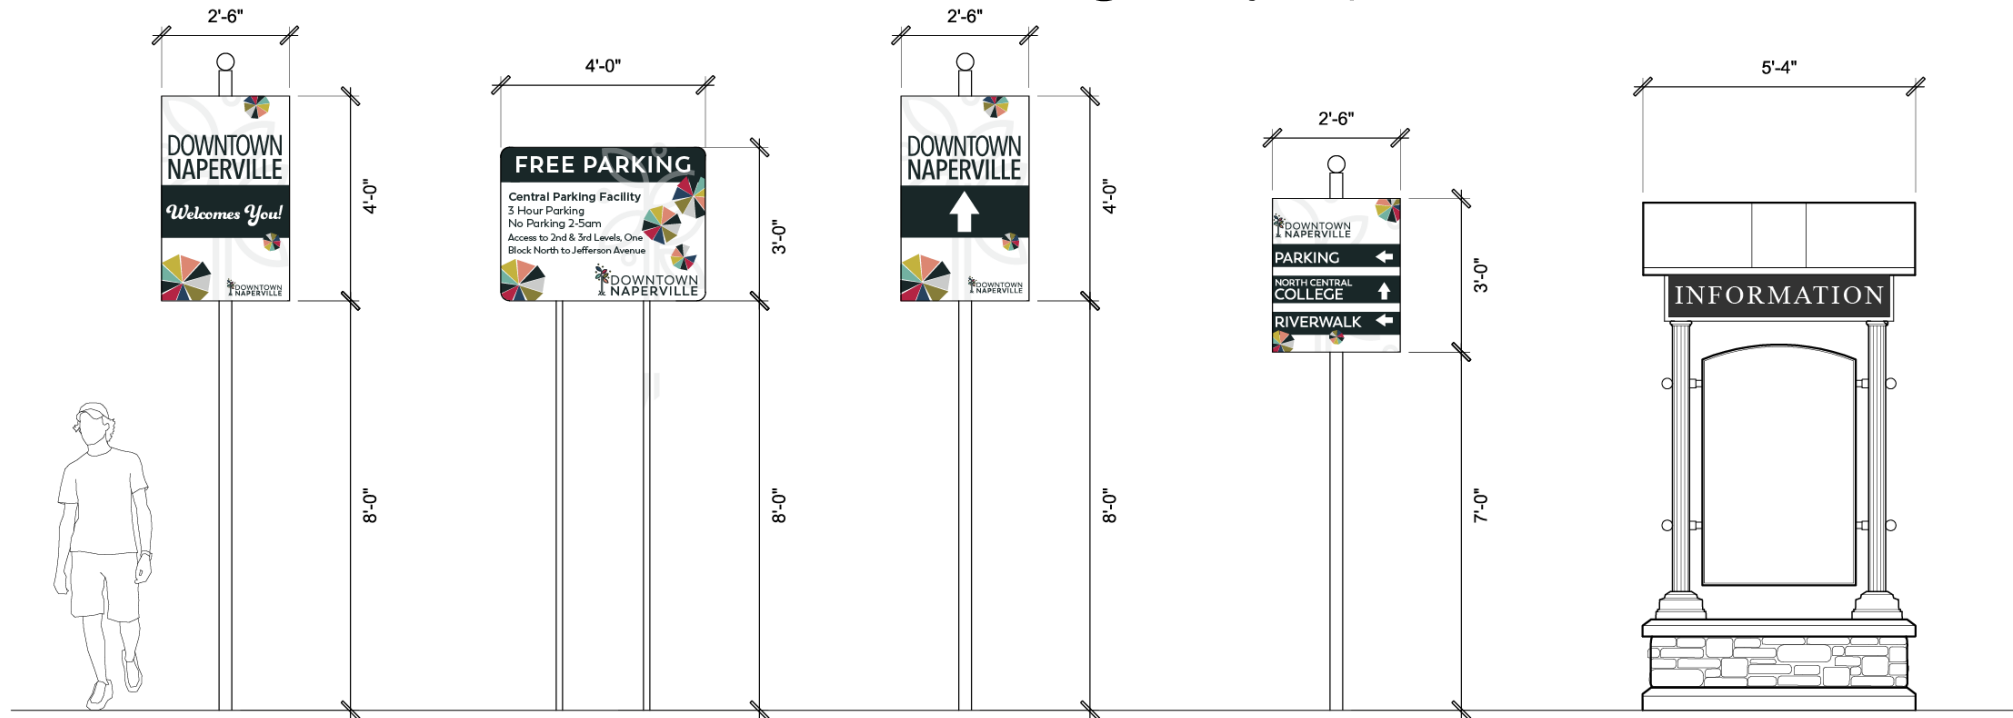 2'-6"
DOWNTOWN
NAPERVILLE
Welcomes You!
DOWNTOWN
NAPERVILLE
4'-0"
8'-0"
4'-0"
FREE PARKING
Central Parking Facility
3 Hour Parking
No Parking 2-5am
Access to 2nd & 3rd Levels, One
Block North to Jefferson Avenue
DOWNTOWN
NAPERVILLE
3'-0"
8'-0"
2'-6"
DOWNTOWN
NAPERVILLE
DOWNTOWN
NAPERVILLE
4'-0"
8'-0"
2'-6"
DOWNTOWN
NAPERVILLE
PARKING
NORTH CENTRAL
COLLEGE
RIVERWALK
3'-0"
7'-0"
5'-4"
INFORMATION